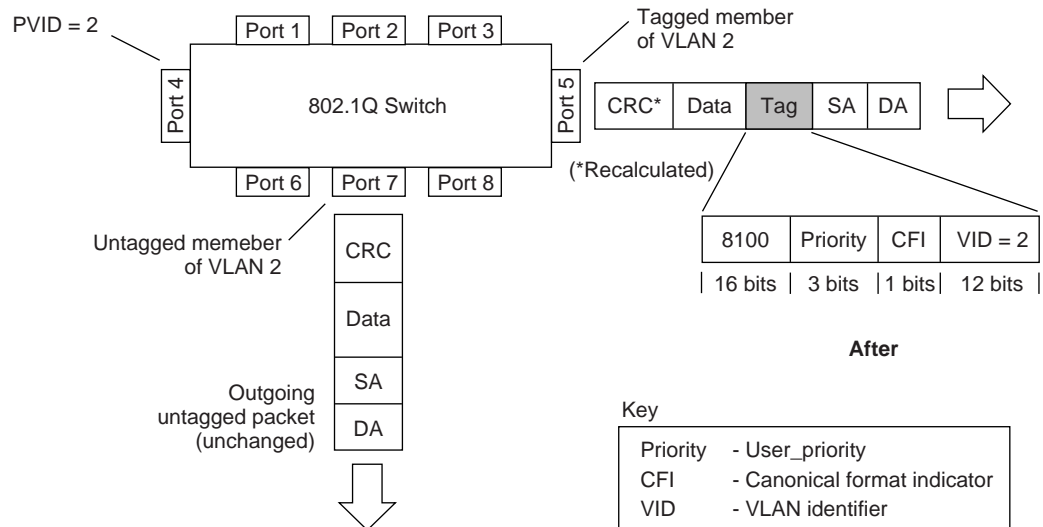 PVID = 2
Port 1
Port 2
Port 3
Tagged member
of VLAN 2
Port 4
802.1Q Switch
Port 5
CRC*
Data
Tag
SA
DA
(*Recalculated)
Port 6
Port 7
Port 8
Untagged memeber
of VLAN 2
8100
Priority
CFI
VID = 2
16 bits
3 bits
1 bits
12 bits
CRC
Data
SA
DA
After
Outgoing
untagged packet
(unchanged)
Key
Priority - User_priority
CFI - Canonical format indicator
VID - VLAN identifier